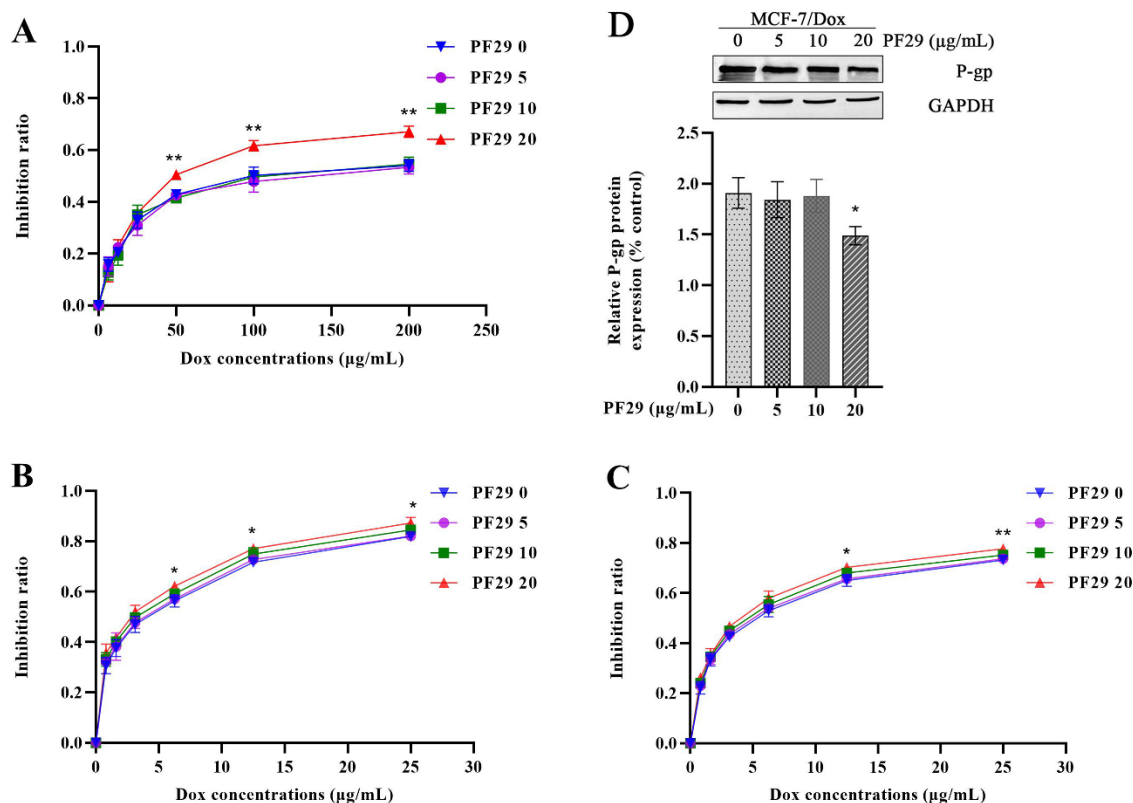 A
1.0
0.8
0.6
0.4
0.2
0.0
Inhibition ratio
** ** **
0 50 100 150 200 250
Dox concentrations (μg/mL)
PF29 0
PF29 5
PF29 10
PF29 20
D
MCF-7/Dox
0 5 10 20 PF29 (μg/mL)
P-gp
GAPDH
2.5
2.0
1.5
1.0
0.5
0.0
Relative P-gp protein
expression (% control)
*
PF29 (μg/mL) 0 5 10 20
B
1.0
0.8
0.6
0.4
0.2
0.0
Inhibition ratio
* * *
0 5 10 15 20 25 30
Dox concentrations (μg/mL)
PF29 0
PF29 5
PF29 10
PF29 20
C
1.0
0.8
0.6
0.4
0.2
0.0
Inhibition ratio
* **
0 5 10 15 20 25 30
Dox concentrations (μg/mL)
PF29 0
PF29 5
PF29 10
PF29 20